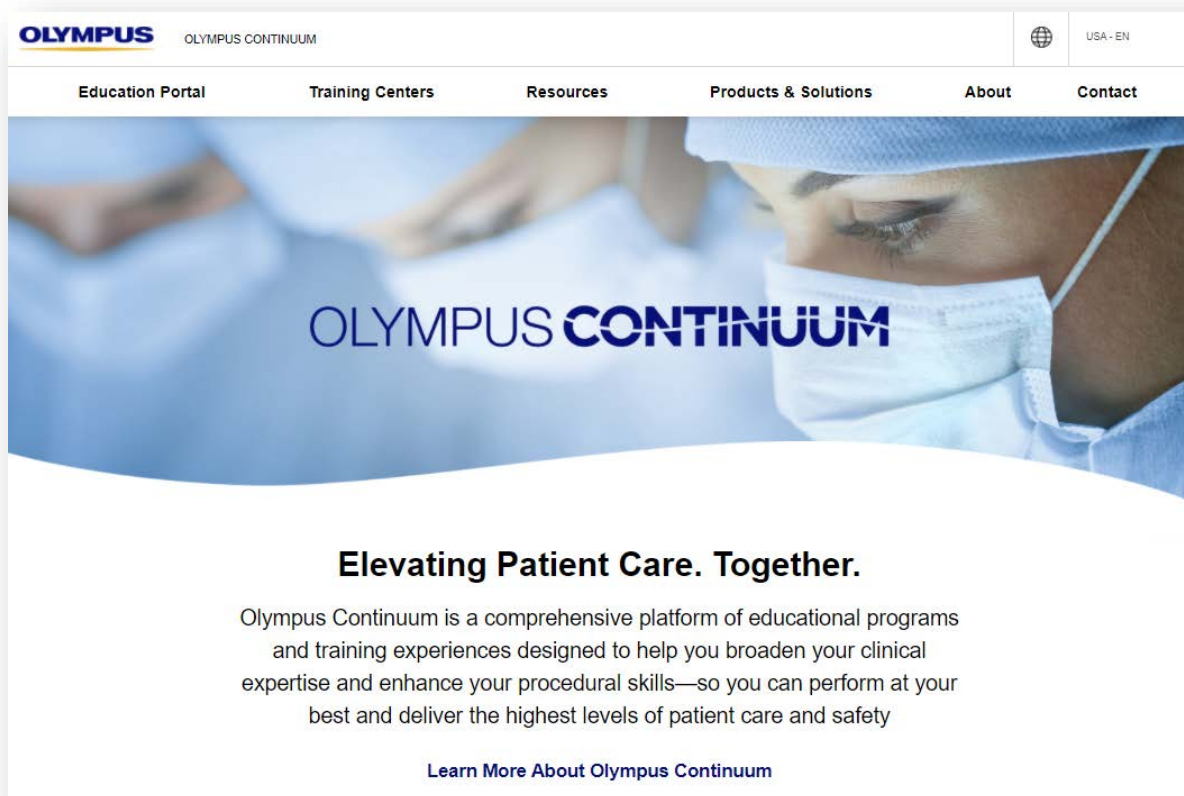 OLYMPUS
OLYMPUS CONTINUUM
USA - EN
Education Portal
Training Centers
Resources
Products & Solutions
About
Contact
OLYMPUS CONTINUUM
Elevating Patient Care. Together.
Olympus Continuum is a comprehensive platform of educational programs
and training experiences designed to help you broaden your clinical
expertise and enhance your procedural skills—so you can perform at your
best and deliver the highest levels of patient care and safety
Learn More About Olympus Continuum